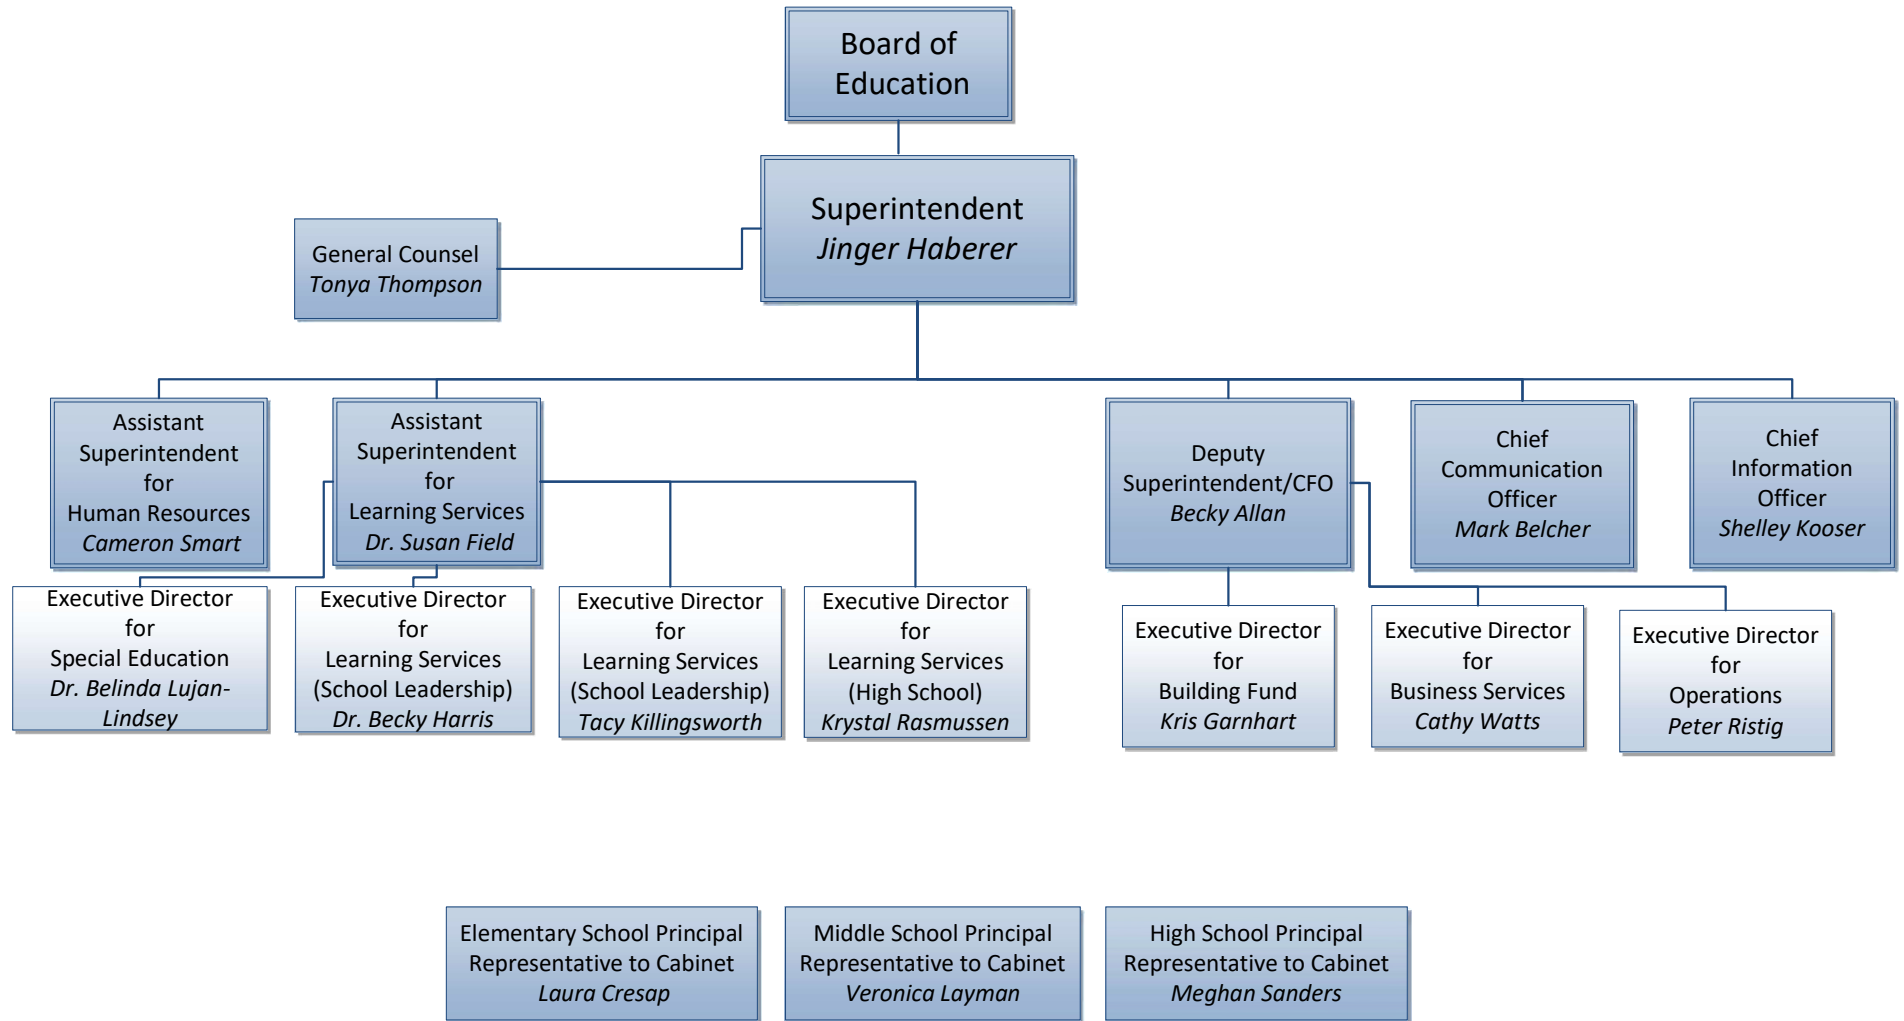 Board of
Education
Superintendent
Jinger Haberer
General Counsel
Tonya Thompson
Assistant
Superintendent
for
Human Resources
Cameron Smart
Assistant
Superintendent
for
Learning Services
Dr. Susan Field
Deputy
Superintendent/CFO
Becky Allan
Chief
Communication
Officer
Mark Belcher
Chief
Information
Officer
Shelley Kooser
Executive Director
for
Special Education
Dr. Belinda Lujan-
Lindsey
Executive Director
for
Learning Services
(School Leadership)
Dr. Becky Harris
Executive Director
for
Learning Services
(School Leadership)
Tacy Killingsworth
Executive Director
for
Learning Services
(High School)
Krystal Rasmussen
Executive Director
for
Building Fund
Kris Garnhart
Executive Director
for
Business Services
Cathy Watts
Executive Director
for
Operations
Peter Ristig
Elementary School Principal
Representative to Cabinet
Laura Cresap
Middle School Principal
Representative to Cabinet
Veronica Layman
High School Principal
Representative to Cabinet
Meghan Sanders